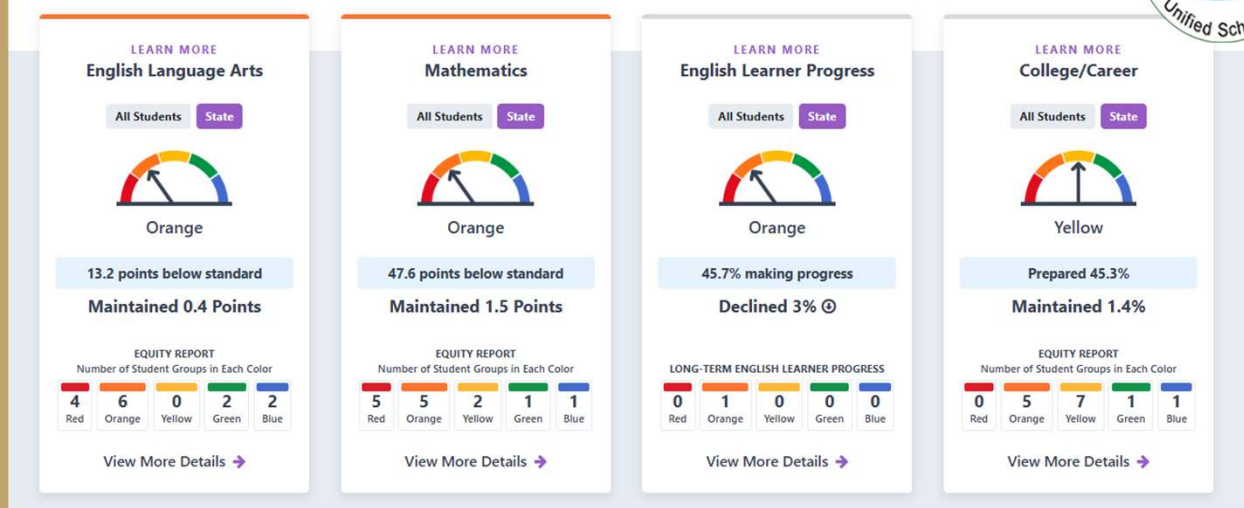 Unified Sch
LEARN MORE
English Language Arts
All Students State
Orange
13.2 points below standard
Maintained 0.4 Points
EQUITY REPORT
Number of Student Groups in Each Color
4 6 0 2 2
Red Orange Yellow Green Blue
View More Details →
LEARN MORE
Mathematics
All Students State
Orange
47.6 points below standard
Maintained 1.5 Points
EQUITY REPORT
Number of Student Groups in Each Color
5 5 2 1 1
Red Orange Yellow Green Blue
View More Details →
LEARN MORE
English Learner Progress
All Students State
Orange
45.7% making progress
Declined 3%
LONG-TERM ENGLISH LEARNER PROGRESS
0 1 0 0 0
Red Orange Yellow Green Blue
View More Details →
LEARN MORE
College/Career
All Students State
Yellow
Prepared 45.3%
Maintained 1.4%
EQUITY REPORT
Number of Student Groups in Each Color
0 5 7 1 1
Red Orange Yellow Green Blue
View More Details →